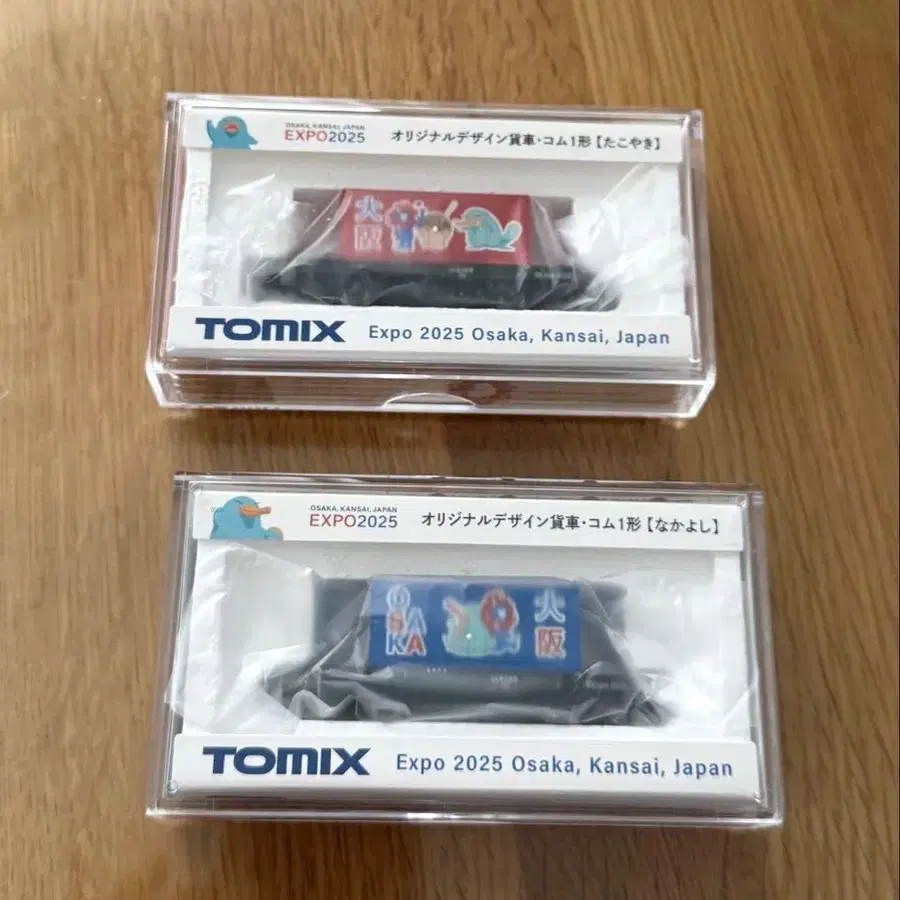 OSAKA, KANSAI, JAPAN
EXPO2025
オリジナルデザイン貨車・コム1形【たこやき】
大
阪
TOMIX
Expo 2025 Osaka, Kansai, Japan
OSAKA, KANSAI, JAPAN
EXPO2025
オリジナルデザイン貨車・コム1形【なかよし】
O
SA
KA
大
阪
TOMIX
Expo 2025 Osaka, Kansai, Japan